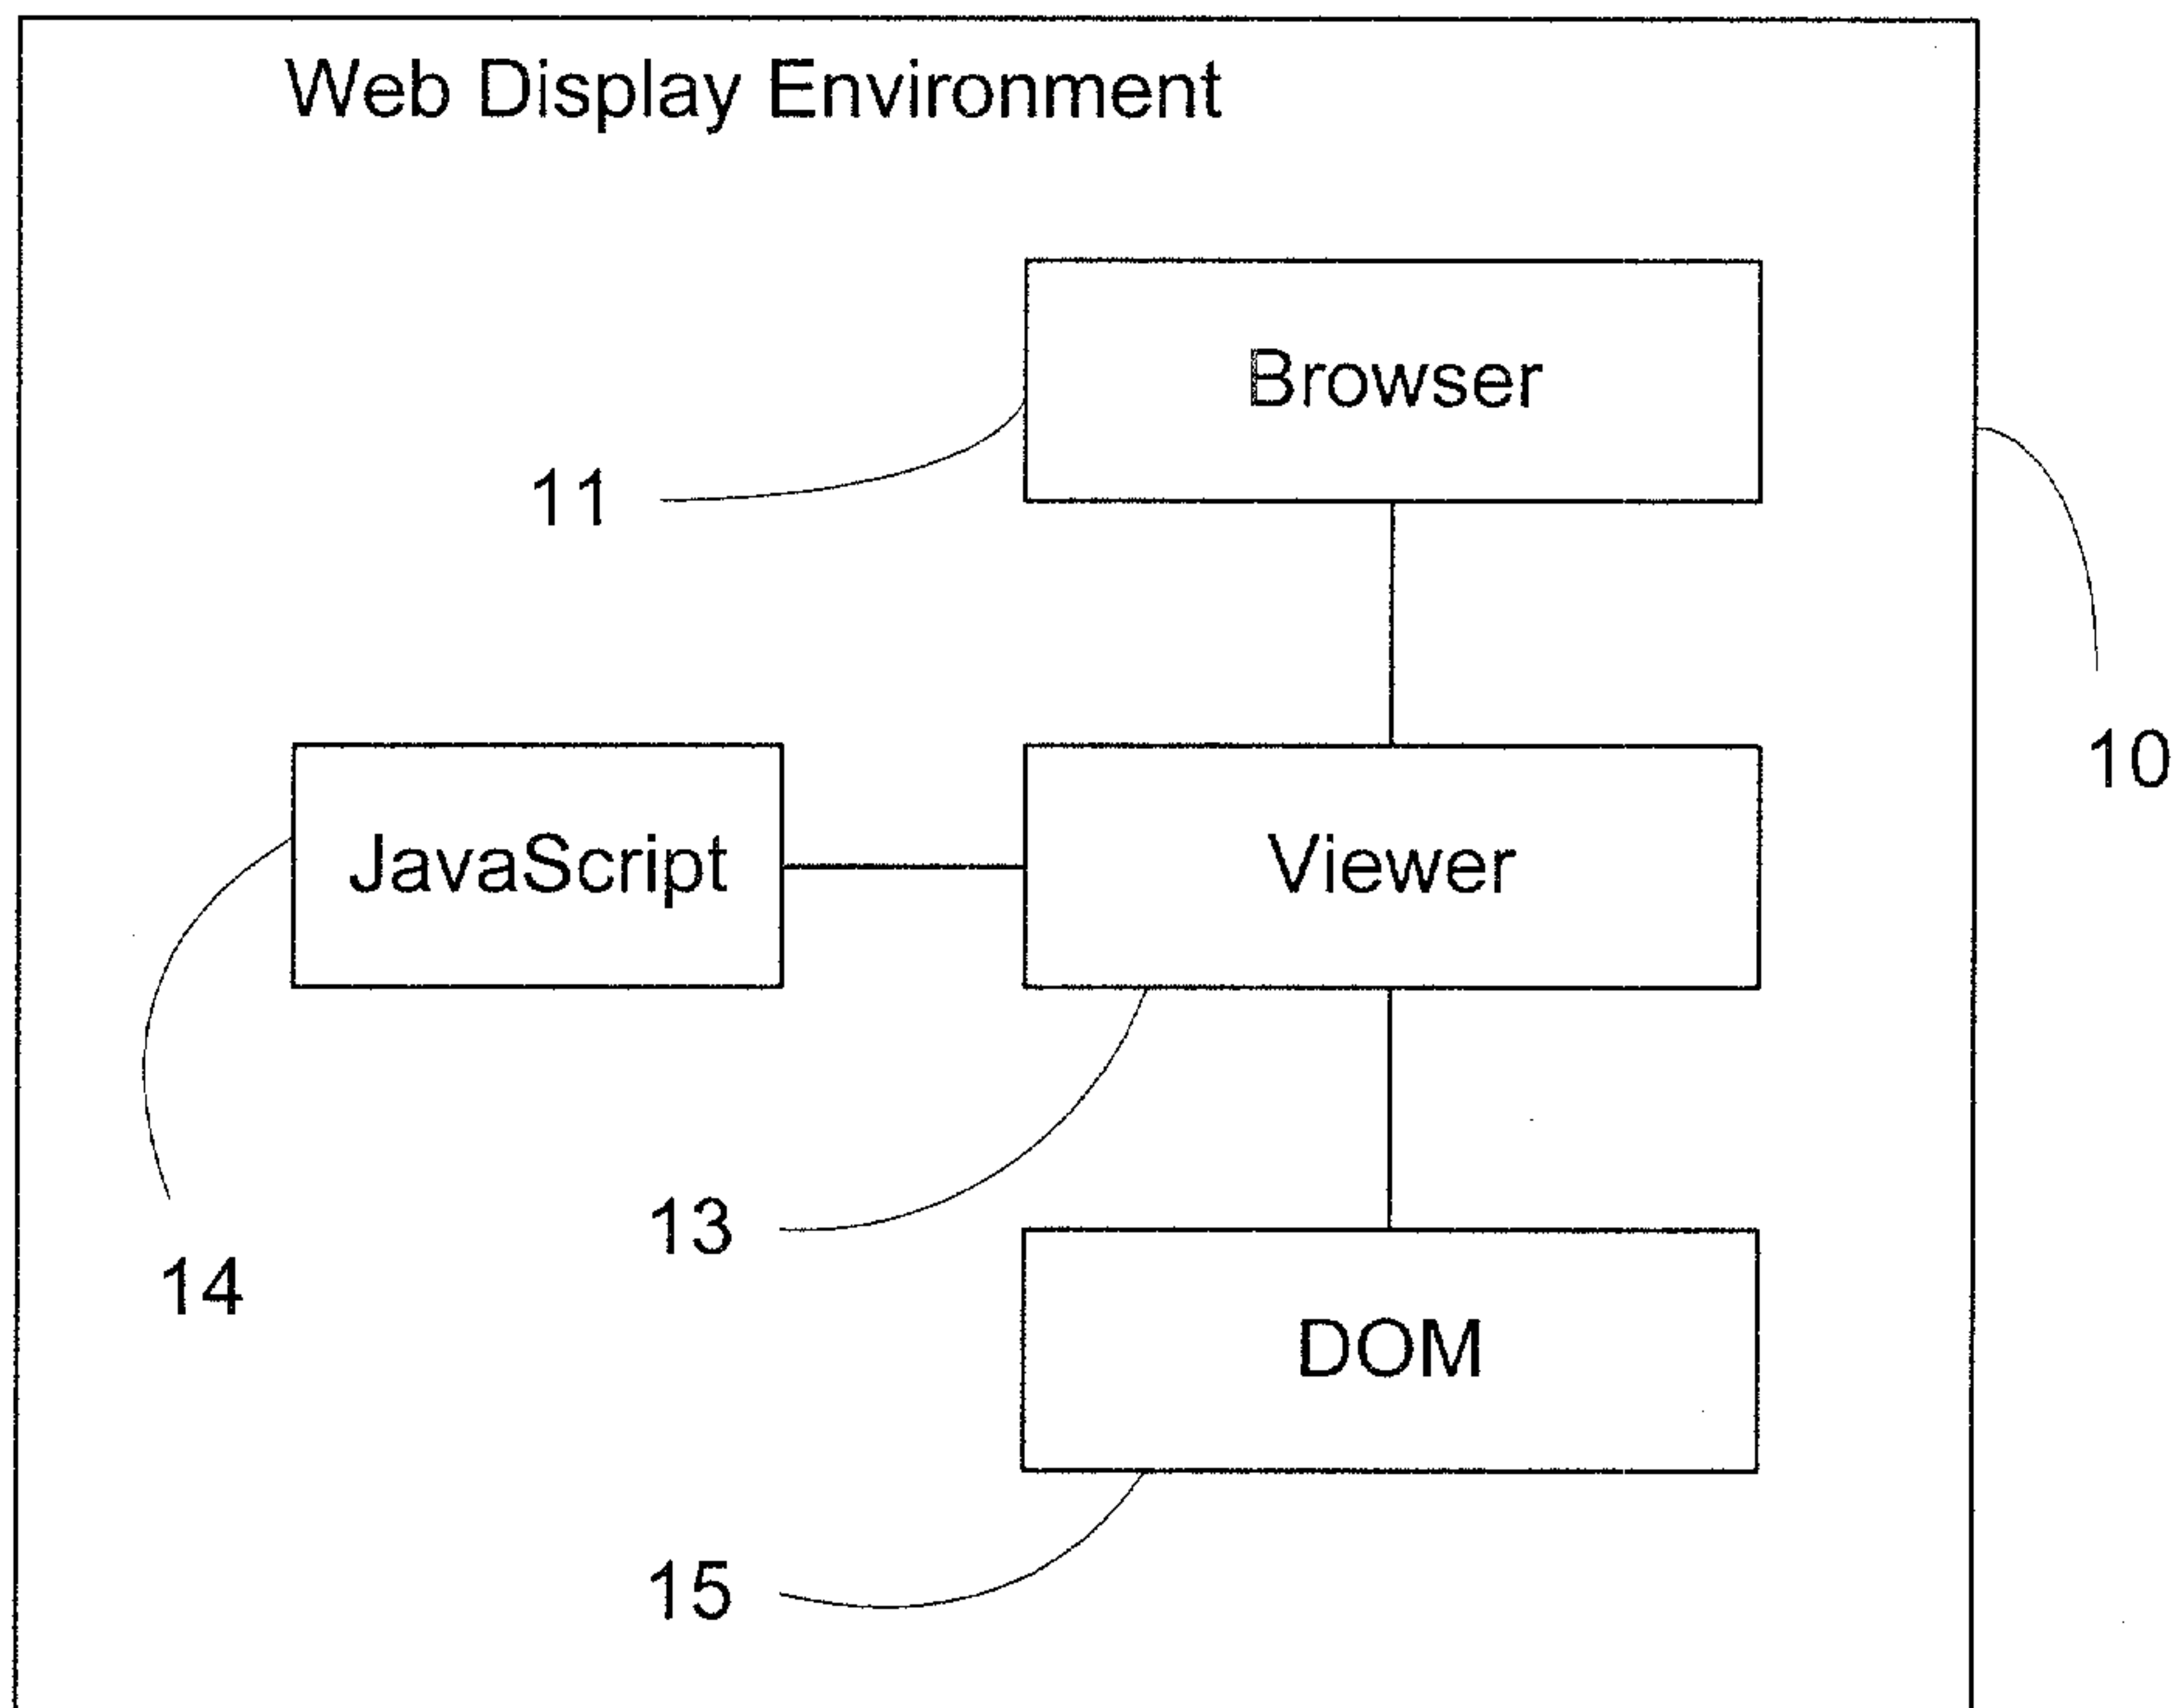 Web Display Environment
Browser
11
10
JavaScript
Viewer
13
14
DOM
15